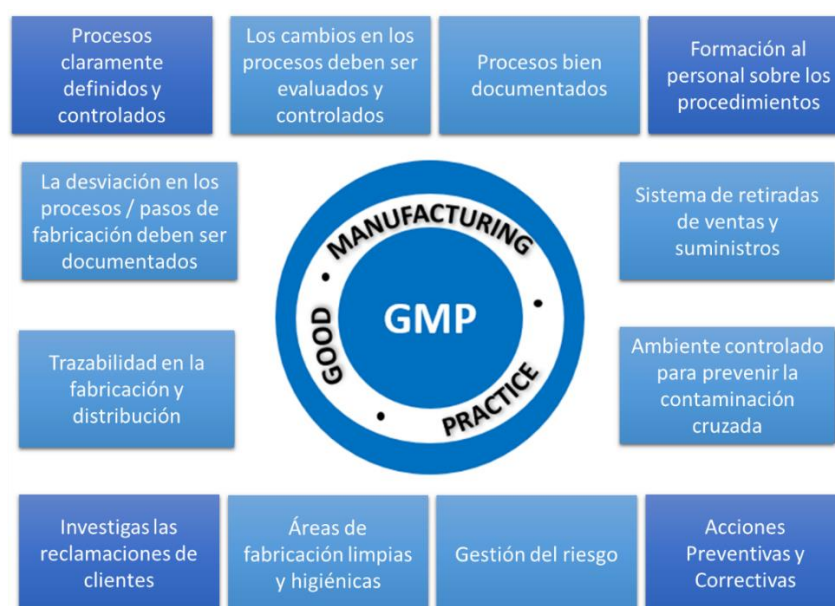 Procesos
claramente
definidos y
controlados
Los cambios en los
procesos deben ser
evaluados y
controlados
Procesos bien
documentados
Formación al
personal sobre los
procedimientos
La desviación en los
procesos / pasos de
fabricación deben ser
documentados
GOOD • MANUFACTURING • PRACTICE •
GMP
Sistema de retiradas
de ventas y
suministros
Trazabilidad en la
fabricación y
distribución
Ambiente controlado
para prevenir la
contaminación
cruzada
Investigas las
reclamaciones de
clientes
Áreas de
fabricación limpias
y higiénicas
Gestión del riesgo
Acciones
Preventivas y
Correctivas